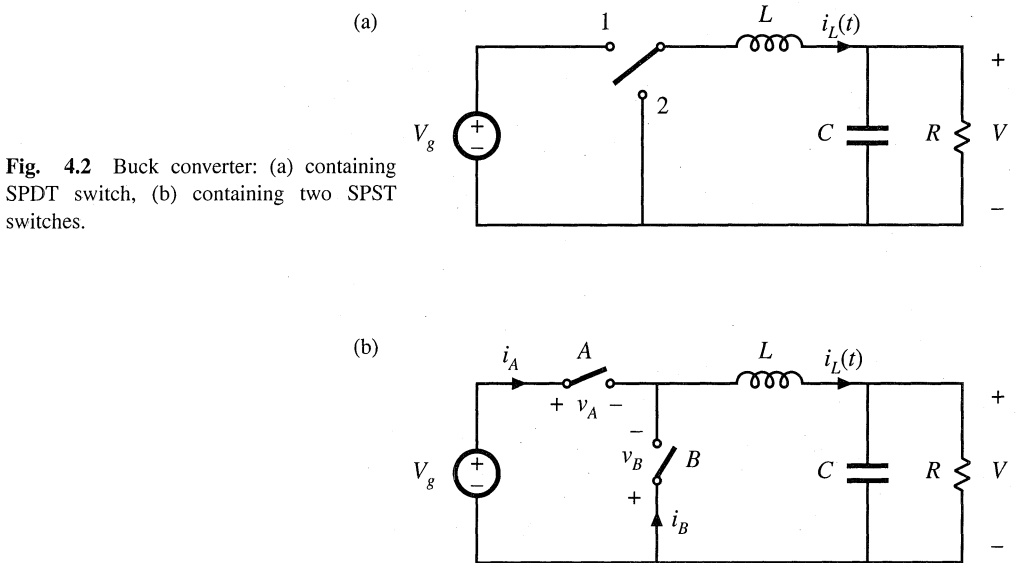 (a)
1
2
L
i_L(t)
V_g
+
−
C
R
+
V
−
Fig. 4.2 Buck converter: (a) containing
SPDT switch, (b) containing two SPST
switches.
(b)
i_A
A
+ v_A −
L
i_L(t)
−
v_B
B
+
i_B
V_g
+
−
C
R
+
V
−